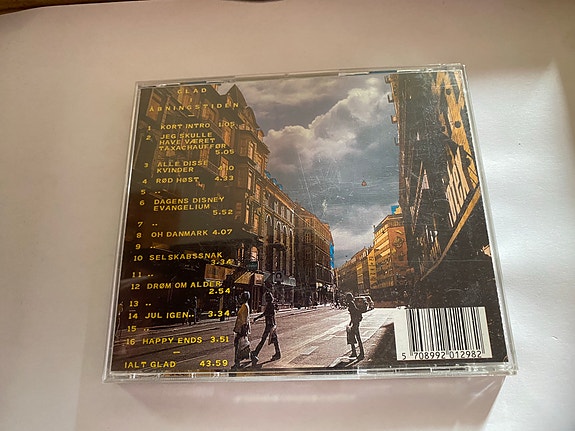 GLAD
I
ÅBNINGSTIDEN
—
1 KORT INTRO 1.05
2 JEG SKULLE
HAVE VÆRET
TAXACHAUFFØR
5.05
3 ALLE DISSE
KVINDER
4 RØD HØST 4.33
5 ..
6 DAGENS DISNEY
EVANGELIUM
5.52
7 ..
8 OH DANMARK 4.07
9 ..
10 SELSKABSSNAK
3.34
11 ..
12 DRØM OM ALDER
2.54
13 ..
14 JUL IGEN.. 3.34
15 ..
16 HAPPY ENDS 3.51
—
IALT GLAD 43.59
5 708992 012982